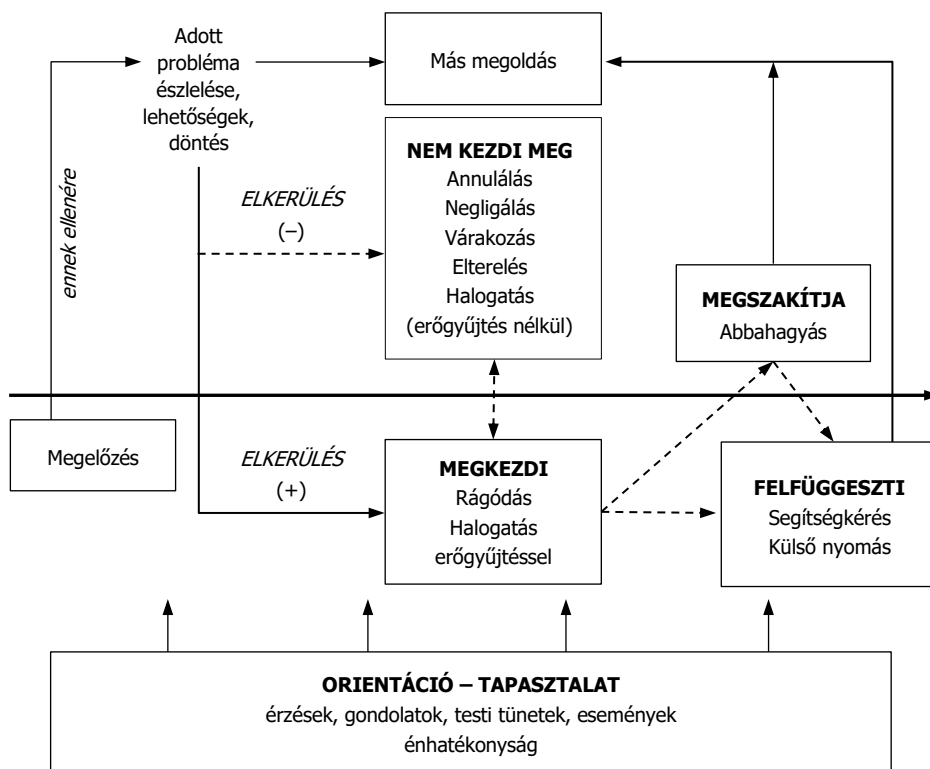 Adott
probléma
észlelése,
lehetőségek,
döntés
Más megoldás
ennek ellenére
ELKERÜLÉS
(–)
NEM KEZDI MEG
Annulálás
Negligálás
Várakozás
Elterelés
Halogatás
(erőgyűjtés nélkül)
MEGSZAKÍTJA
Abbahagyás
Megelőzés
ELKERÜLÉS
(+)
MEGKEZDI
Rágódás
Halogatás
erőgyűjtéssel
FELFÜGGESZTI
Segítségkérés
Külső nyomás
ORIENTÁCIÓ – TAPASZTALAT
érzések, gondolatok, testi tünetek, események
énhatékonyság